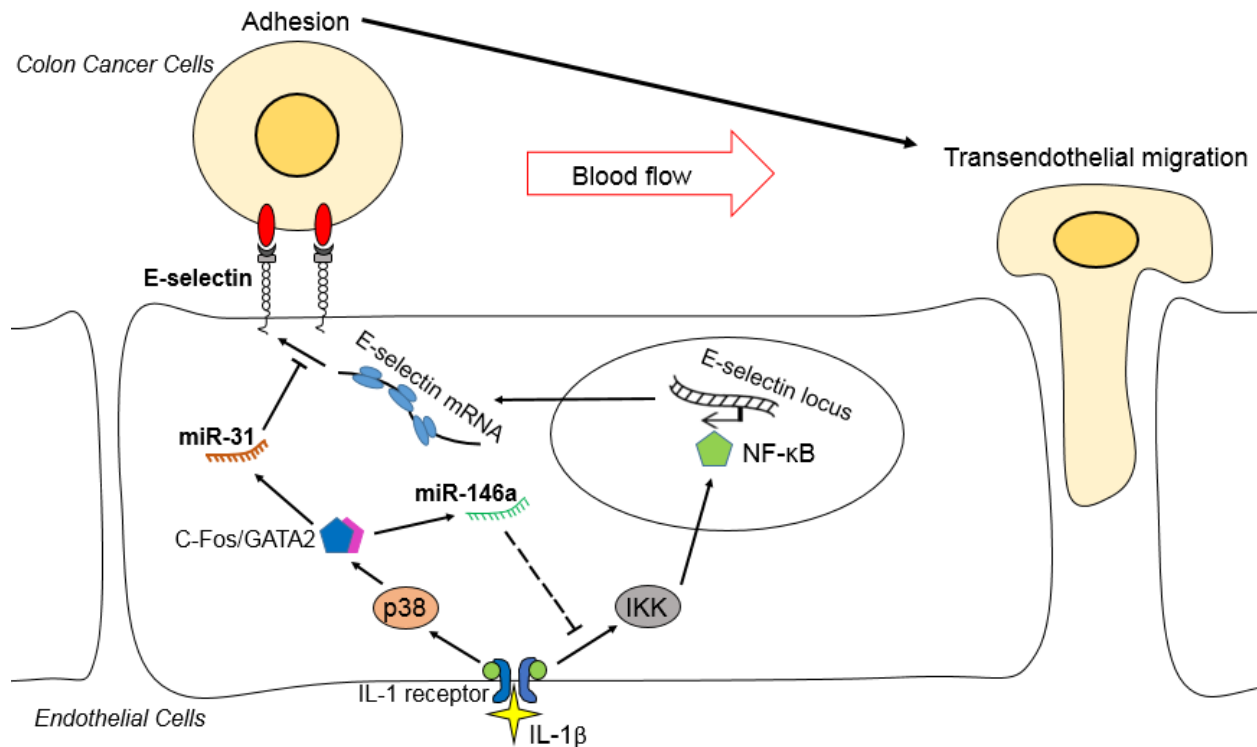 Adhesion
Colon Cancer Cells
Transendothelial migration
Blood flow
E-selectin
E-selectin mRNA
E-selectin locus
miR-31
NF-κB
miR-146a
C-Fos/GATA2
p38
IKK
IL-1 receptor
Endothelial Cells
IL-1β